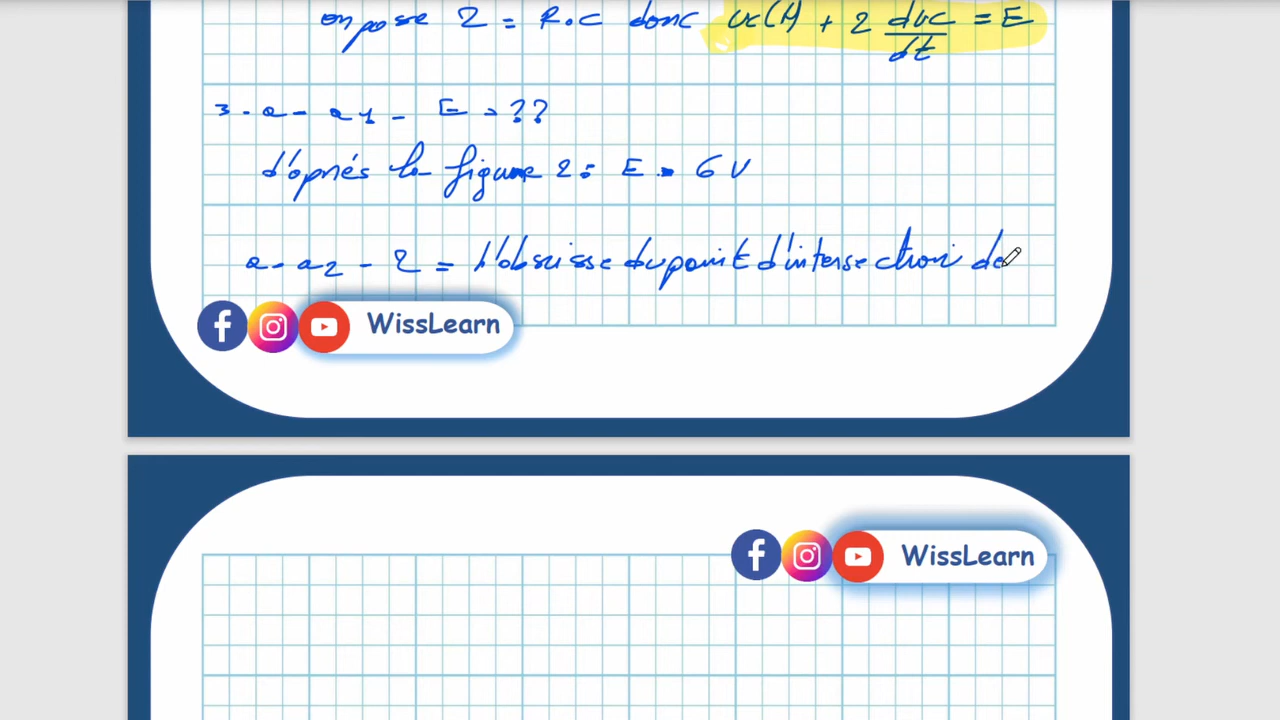 on pose τ = R.C donc uc(t) + τ duc/dt = E
3-a- a1- E = ??
d'après la figure 2 : E = 6 V
a- a2 - τ = l'abscisse du point d'intersection de
WissLearn
WissLearn